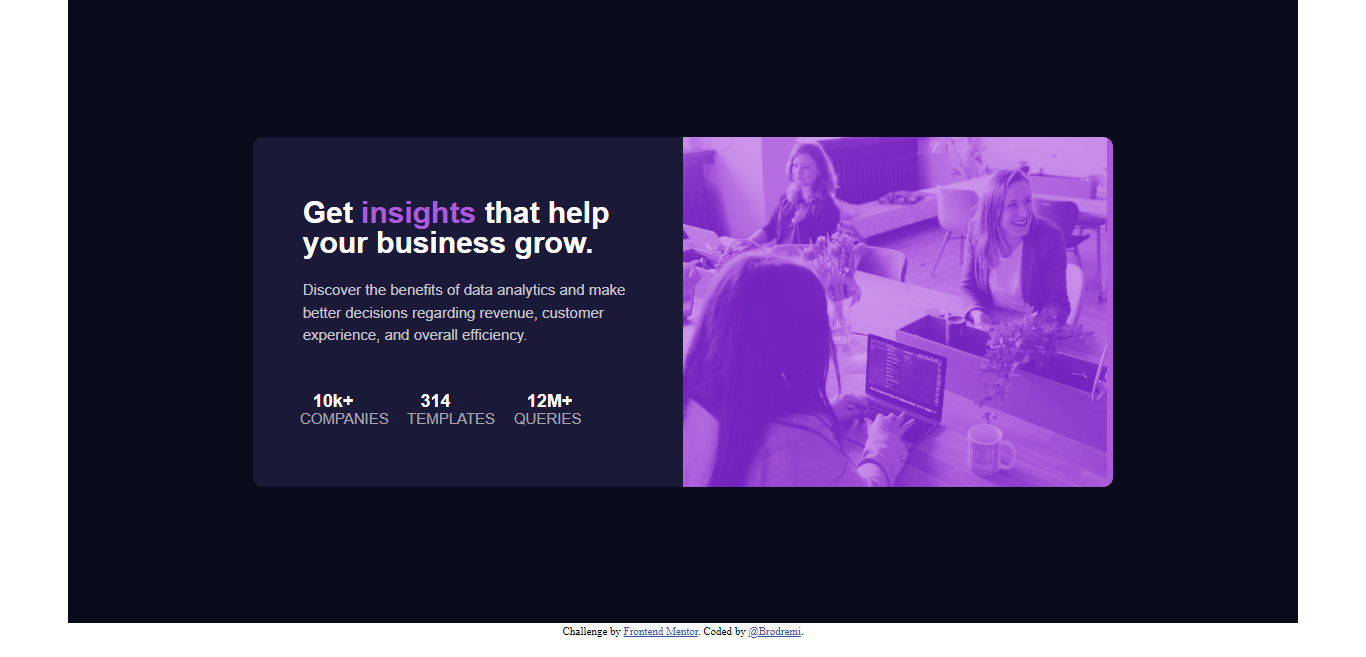 Get insights that help
your business grow.
Discover the benefits of data analytics and make
better decisions regarding revenue, customer
experience, and overall efficiency.
10k+ 314 12M+
COMPANIES TEMPLATES QUERIES
Challenge by Frontend Mentor. Coded by @Brodremi.